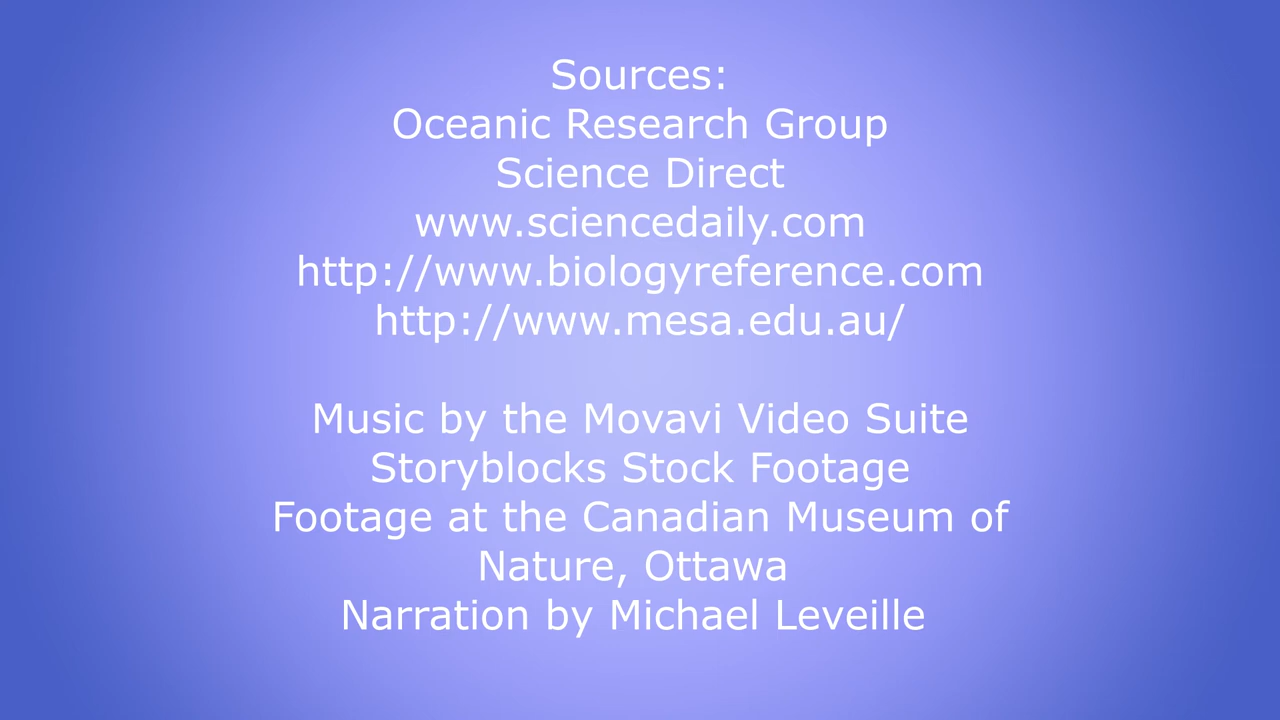 Sources:
Oceanic Research Group
Science Direct
www.sciencedaily.com
http://www.biologyreference.com
http://www.mesa.edu.au/
Music by the Movavi Video Suite
Storyblocks Stock Footage
Footage at the Canadian Museum of
Nature, Ottawa
Narration by Michael Leveille